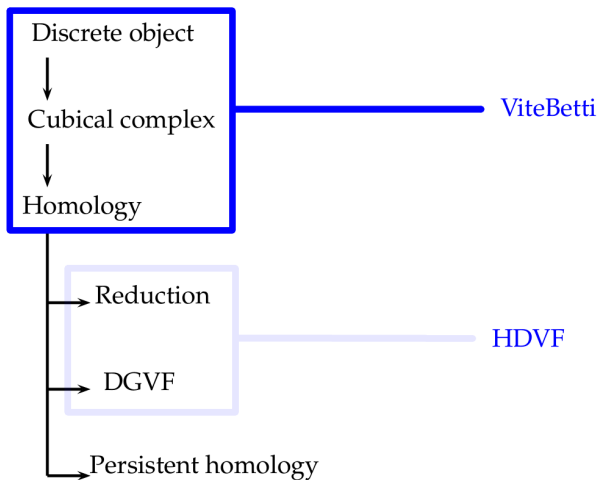 Discrete object
Cubical complex
ViteBetti
Homology
Reduction
HDVF
DGVF
Persistent homology